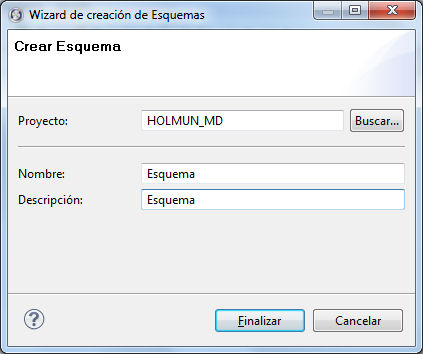 Wizard de creación de Esquemas
Crear Esquema
Proyecto: HOLMUN_MD Buscar...
Nombre: Esquema
Descripción: Esquema
? Finalizar Cancelar